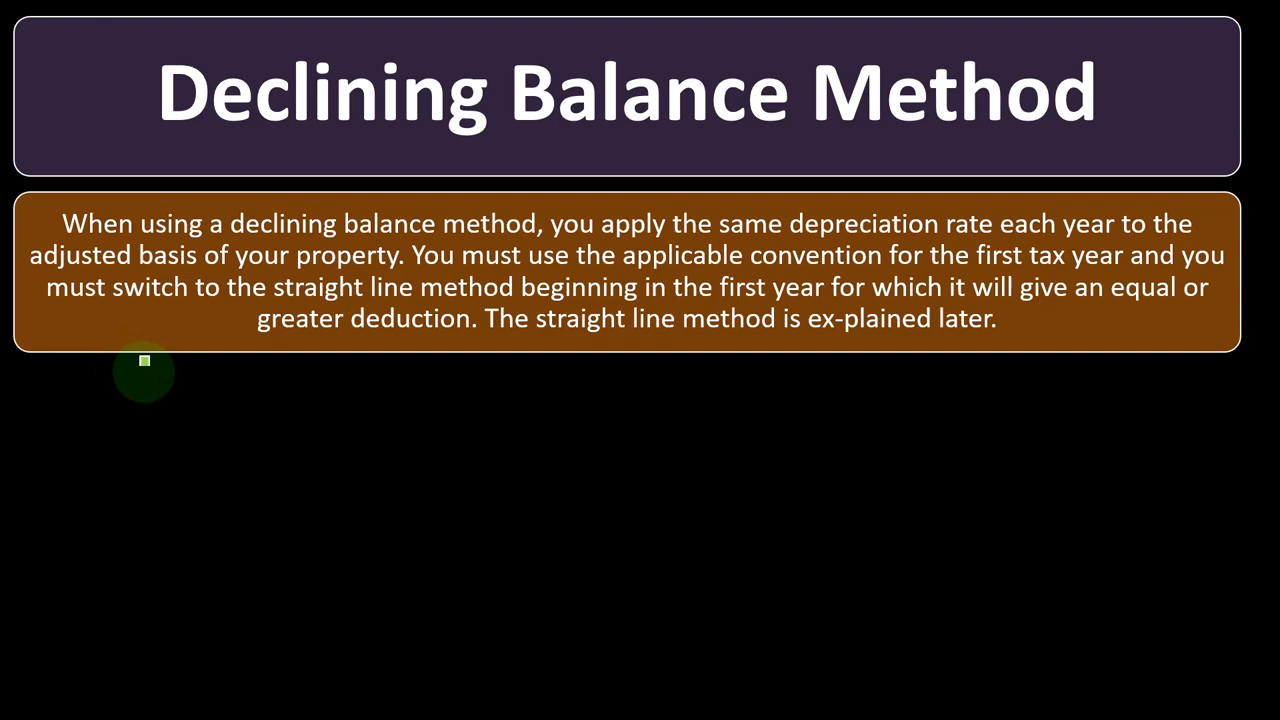 Declining Balance Method
When using a declining balance method, you apply the same depreciation rate each year to the
adjusted basis of your property. You must use the applicable convention for the first tax year and you
must switch to the straight line method beginning in the first year for which it will give an equal or
greater deduction. The straight line method is ex-plained later.